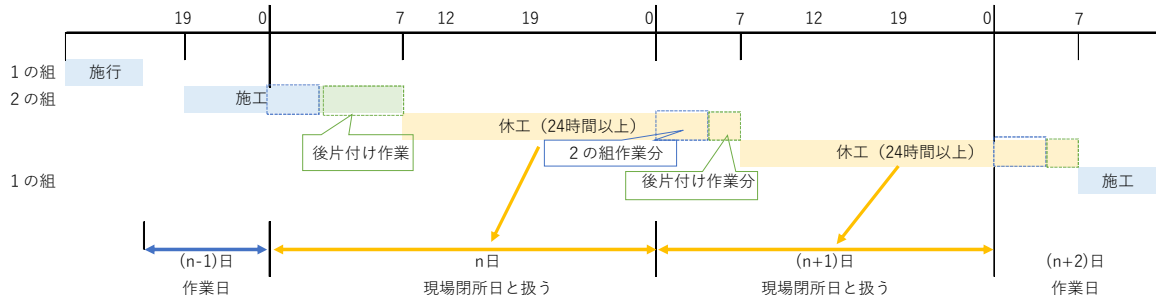 19 0 7 12 19 0 7 12 19 0 7
1の組 施行
2の組 施工
休工（24時間以上）
後片付け作業 2の組作業分 休工（24時間以上）
後片付け作業分
1の組 施工
(n-1)日 n日 (n+1)日 (n+2)日
作業日 現場閉所日と扱う 現場閉所日と扱う 作業日